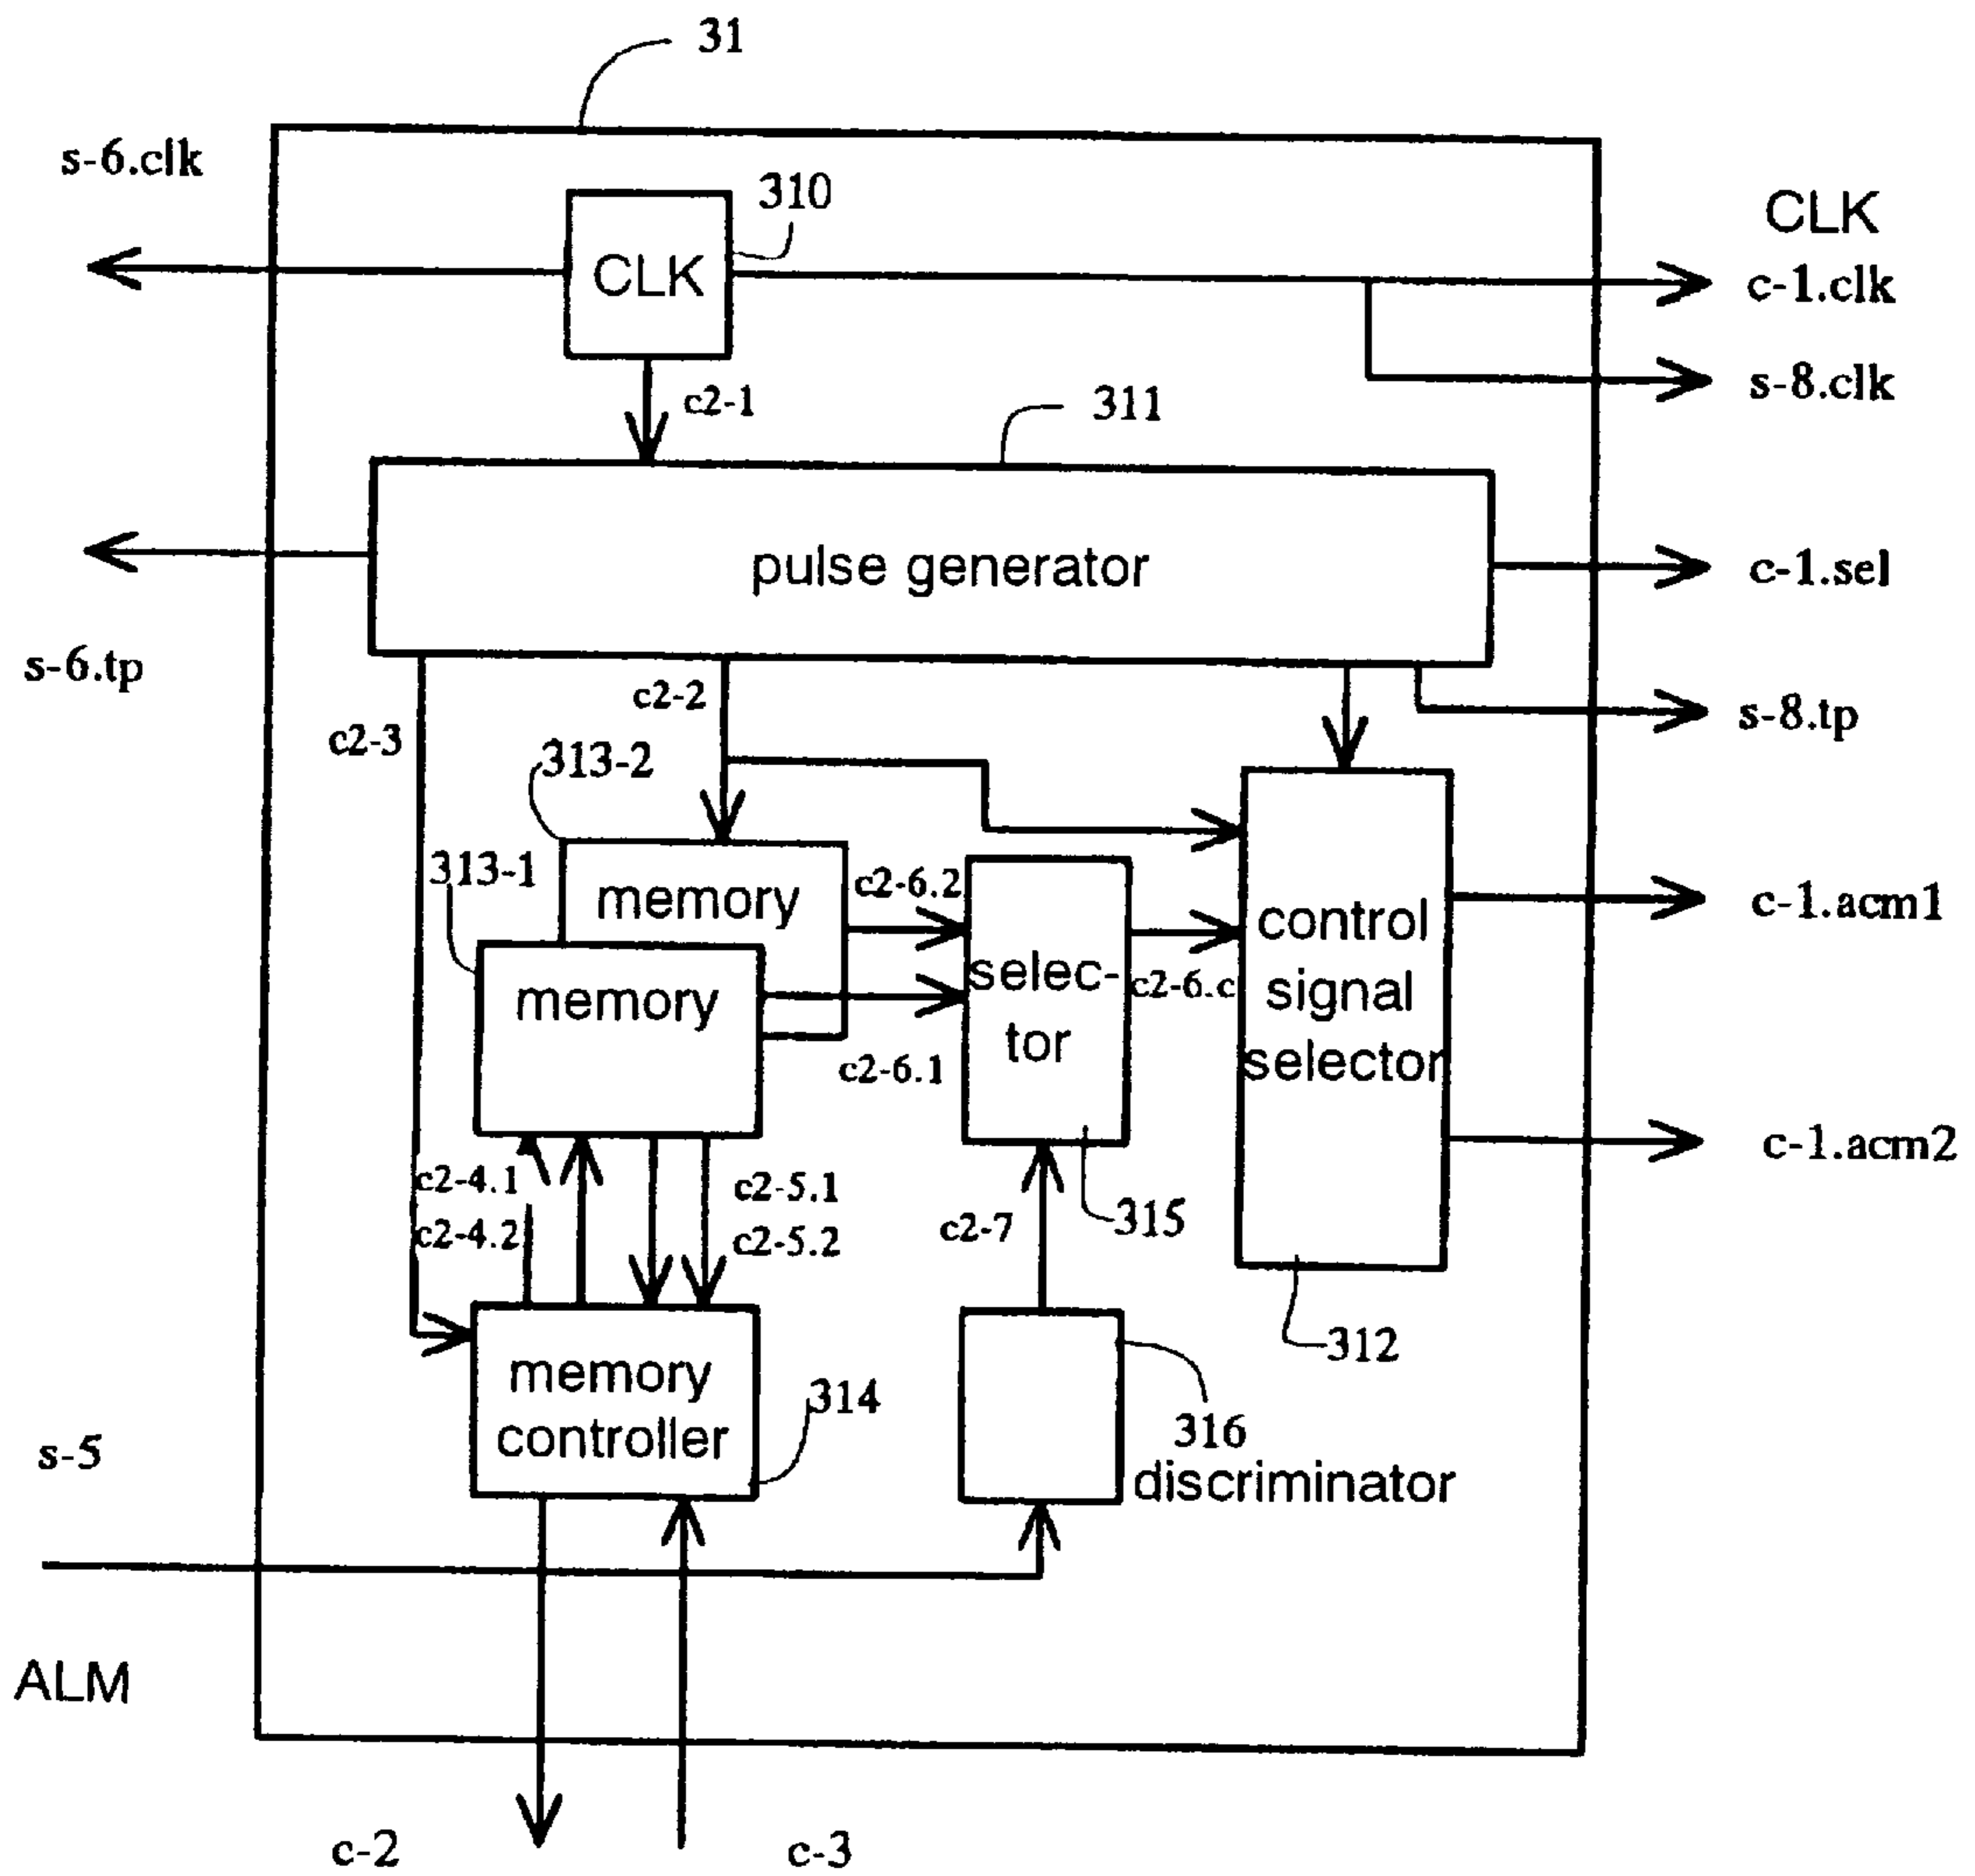 31
s-6.clk
310
CLK
CLK
c-1.clk
s-8.clk
c2-1
311
pulse generator
c-1.sel
s-6.tp
c2-2
c2-3
s-8.tp
313-2
313-1
memory
c2-6.2
memory
c2-6.1
selec-
tor
c2-6.c
control
signal
selector
c-1.acm1
c-1.acm2
c2-4.1
c2-4.2
c2-5.1
c2-5.2
c2-7
315
312
memory
controller
314
316
discriminator
s-5
ALM
c-2
c-3